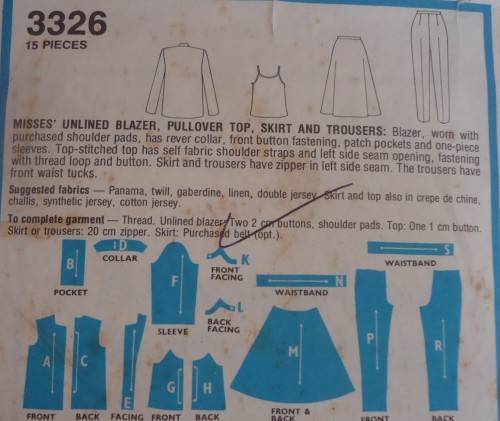 3326
15 PIECES
MISSES' UNLINED BLAZER, PULLOVER TOP, SKIRT AND TROUSERS: Blazer, worn with
purchased shoulder pads, has rever collar, front button fastening, patch pockets and one-piece
sleeves. Top-stitched top has self fabric shoulder straps and left side seam opening, fastening
with thread loop and button. Skirt and trousers have zipper in left side seam. The trousers have
front waist tucks.
Suggested fabrics — Panama, twill, gaberdine, linen, double jersey. Skirt and top also in crepe de chine,
challis, synthetic jersey, cotton jersey.
To complete garment — Thread. Unlined blazer: Two 2 cm buttons, shoulder pads. Top: One 1 cm button.
Skirt or trousers: 20 cm zipper. Skirt: Purchased belt (opt.).
B
POCKET
D
COLLAR
F
SLEEVE
K
FRONT
FACING
L
BACK
FACING
N
WAISTBAND
S
WAISTBAND
A
FRONT
C
BACK
E
FACING
G
FRONT
H
BACK
M
FRONT &
BACK
P
FRONT
R
BACK